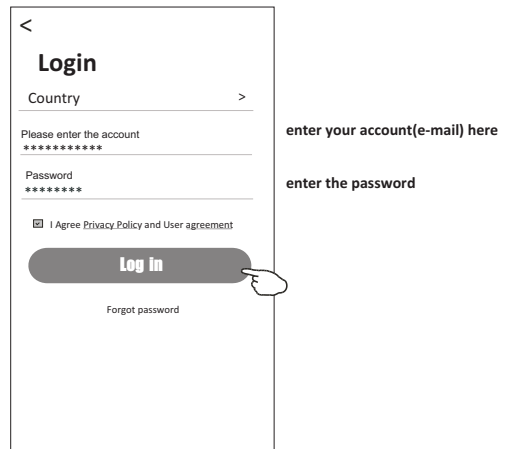 <
Login
Country >
Please enter the account
***********
enter your account(e-mail) here
Password
********
enter the password
I Agree Privacy Policy and User agreement
Log in
Forgot password